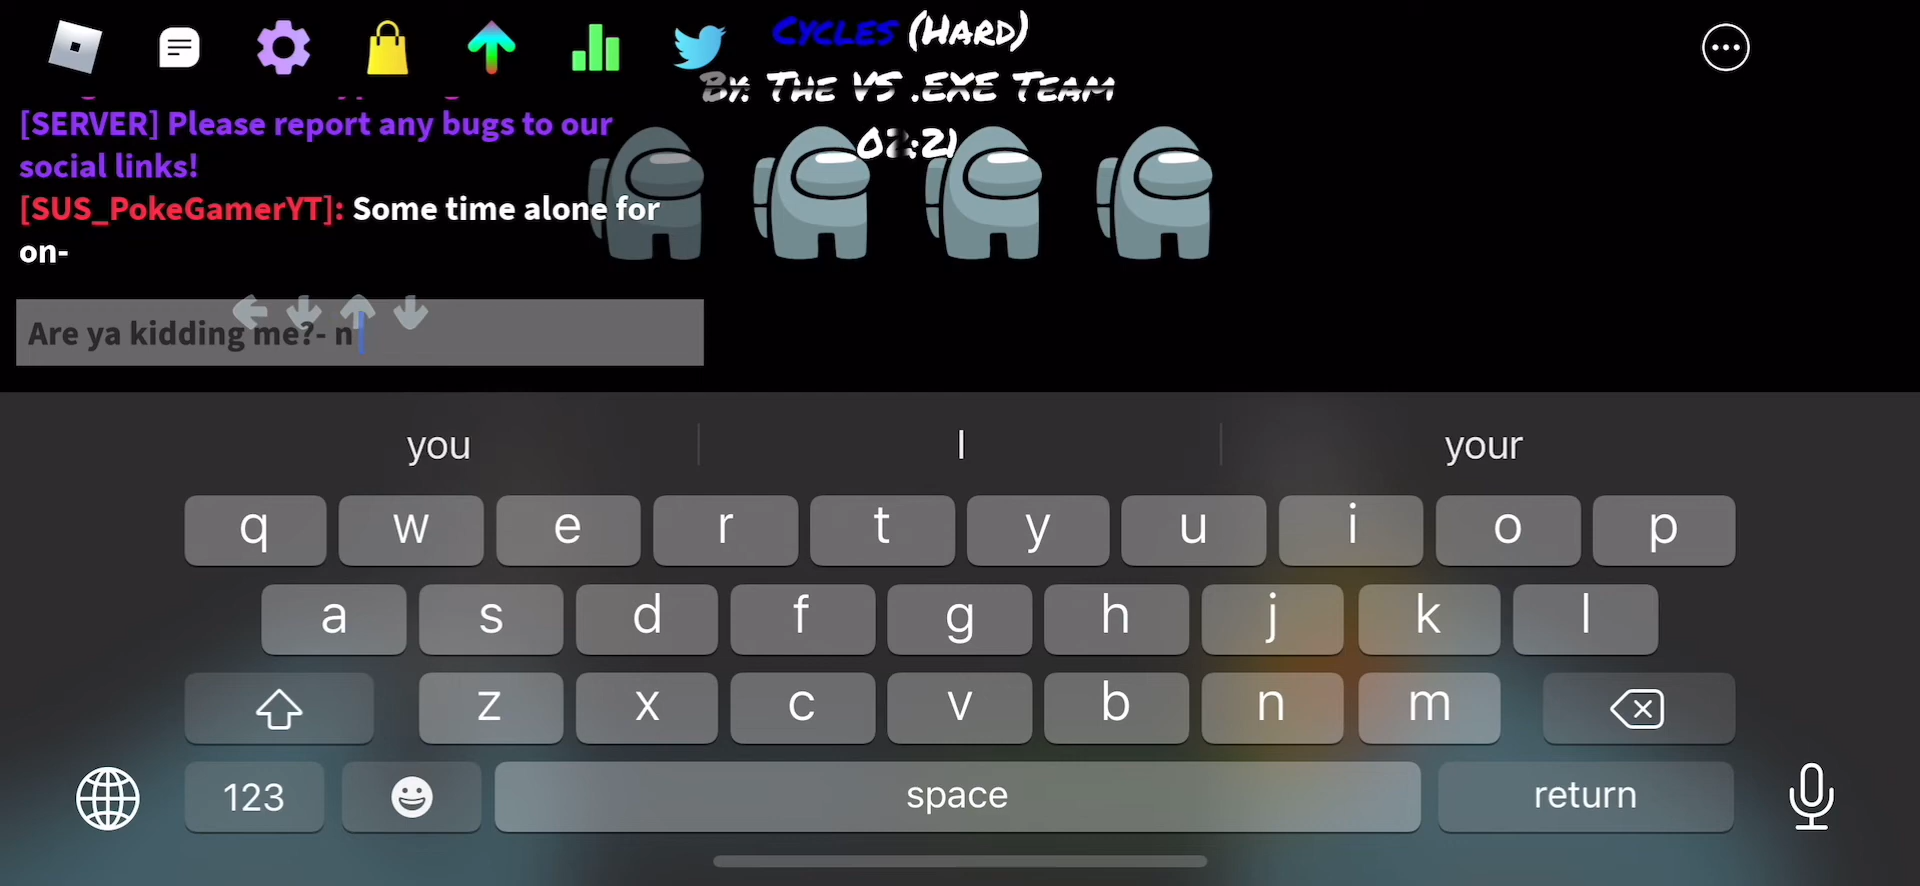 Cycles (Hard)
By: The VS .EXE Team
02:21
[SERVER] Please report any bugs to our
social links!
[SUS_PokeGamerYT]: Some time alone for
on-
Are ya kidding me?- n
you I your
q w e r t y u i o p
a s d f g h j k l
z x c v b n m
123 space return